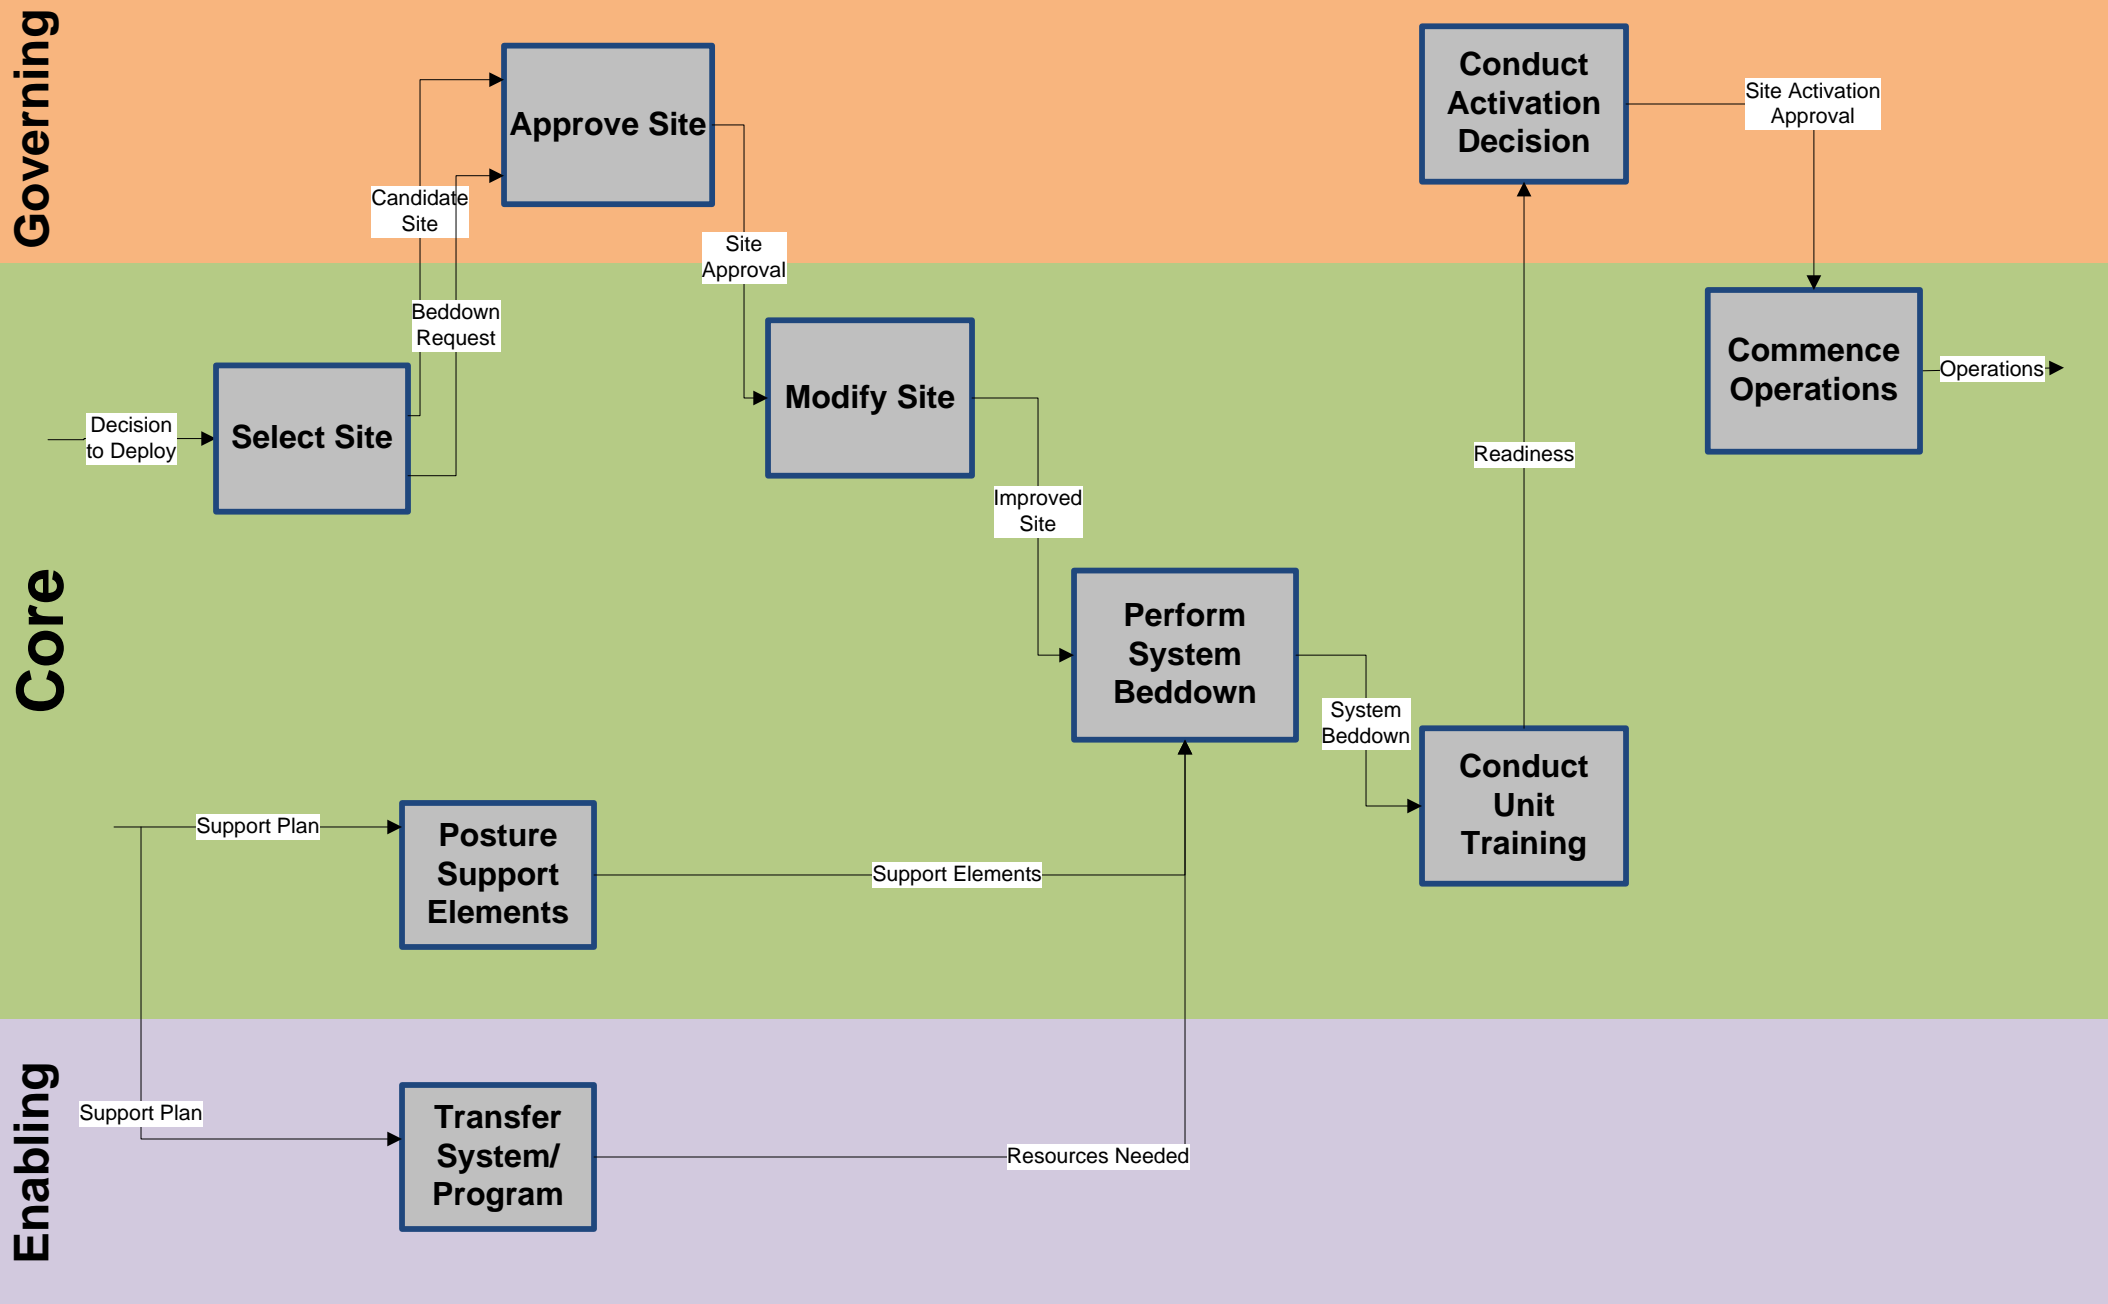 Governing
Approve Site
Conduct
Activation
Decision
Site Activation
Approval
Candidate
Site
Site
Approval
Beddown
Request
Core
Decision
to Deploy
Select Site
Modify Site
Commence
Operations
Operations
Readiness
Improved
Site
Perform
System
Beddown
System
Beddown
Conduct
Unit
Training
Support Plan
Posture
Support
Elements
Support Elements
Enabling
Support Plan
Transfer
System/
Program
Resources Needed